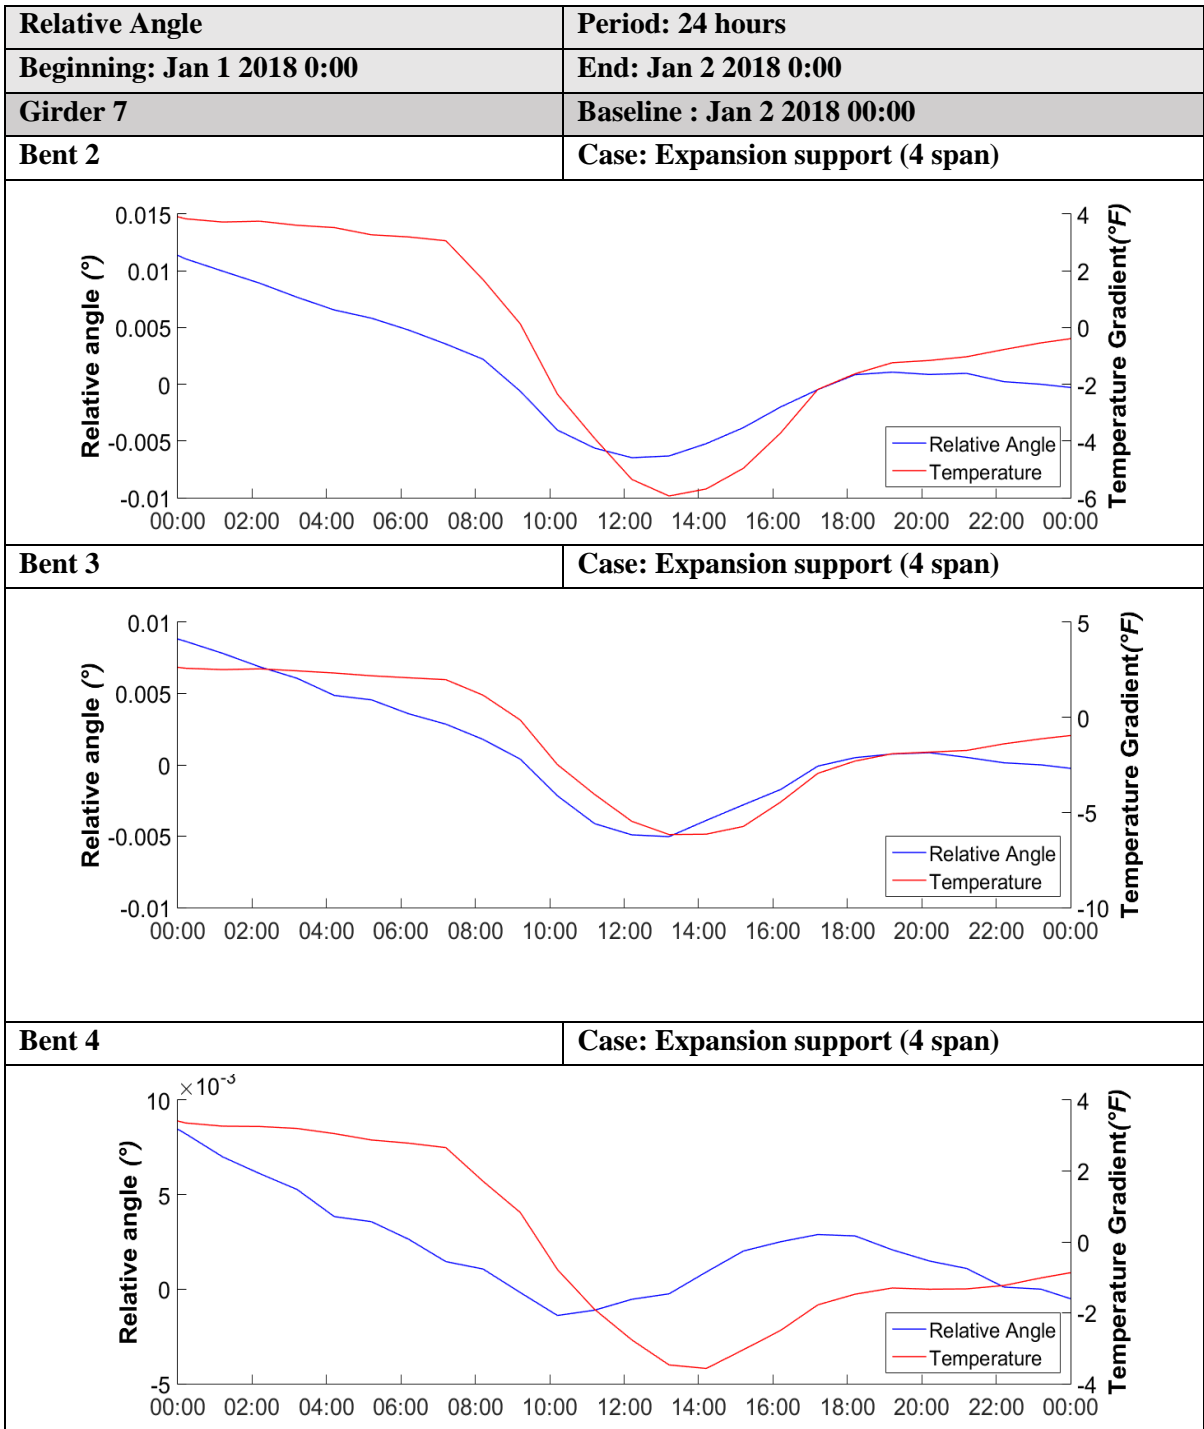 Relative Angle Period: 24 hours
Beginning: Jan 1 2018 0:00 End: Jan 2 2018 0:00
Girder 7 Baseline : Jan 2 2018 00:00
Bent 2 Case: Expansion support (4 span)
Relative angle (°)
0.015
0.01
0.005
0
-0.005
-0.01
4
2
0
-2
-4
-6
Temperature Gradient(°F)
Relative Angle
Temperature
00:00 02:00 04:00 06:00 08:00 10:00 12:00 14:00 16:00 18:00 20:00 22:00 00:00
Bent 3 Case: Expansion support (4 span)
Relative angle (°)
0.01
0.005
0
-0.005
-0.01
5
0
-5
-10
Temperature Gradient(°F)
Relative Angle
Temperature
00:00 02:00 04:00 06:00 08:00 10:00 12:00 14:00 16:00 18:00 20:00 22:00 00:00
Bent 4 Case: Expansion support (4 span)
×10⁻³
Relative angle (°)
10
5
0
-5
4
2
0
-2
-4
Temperature Gradient(°F)
Relative Angle
Temperature
00:00 02:00 04:00 06:00 08:00 10:00 12:00 14:00 16:00 18:00 20:00 22:00 00:00